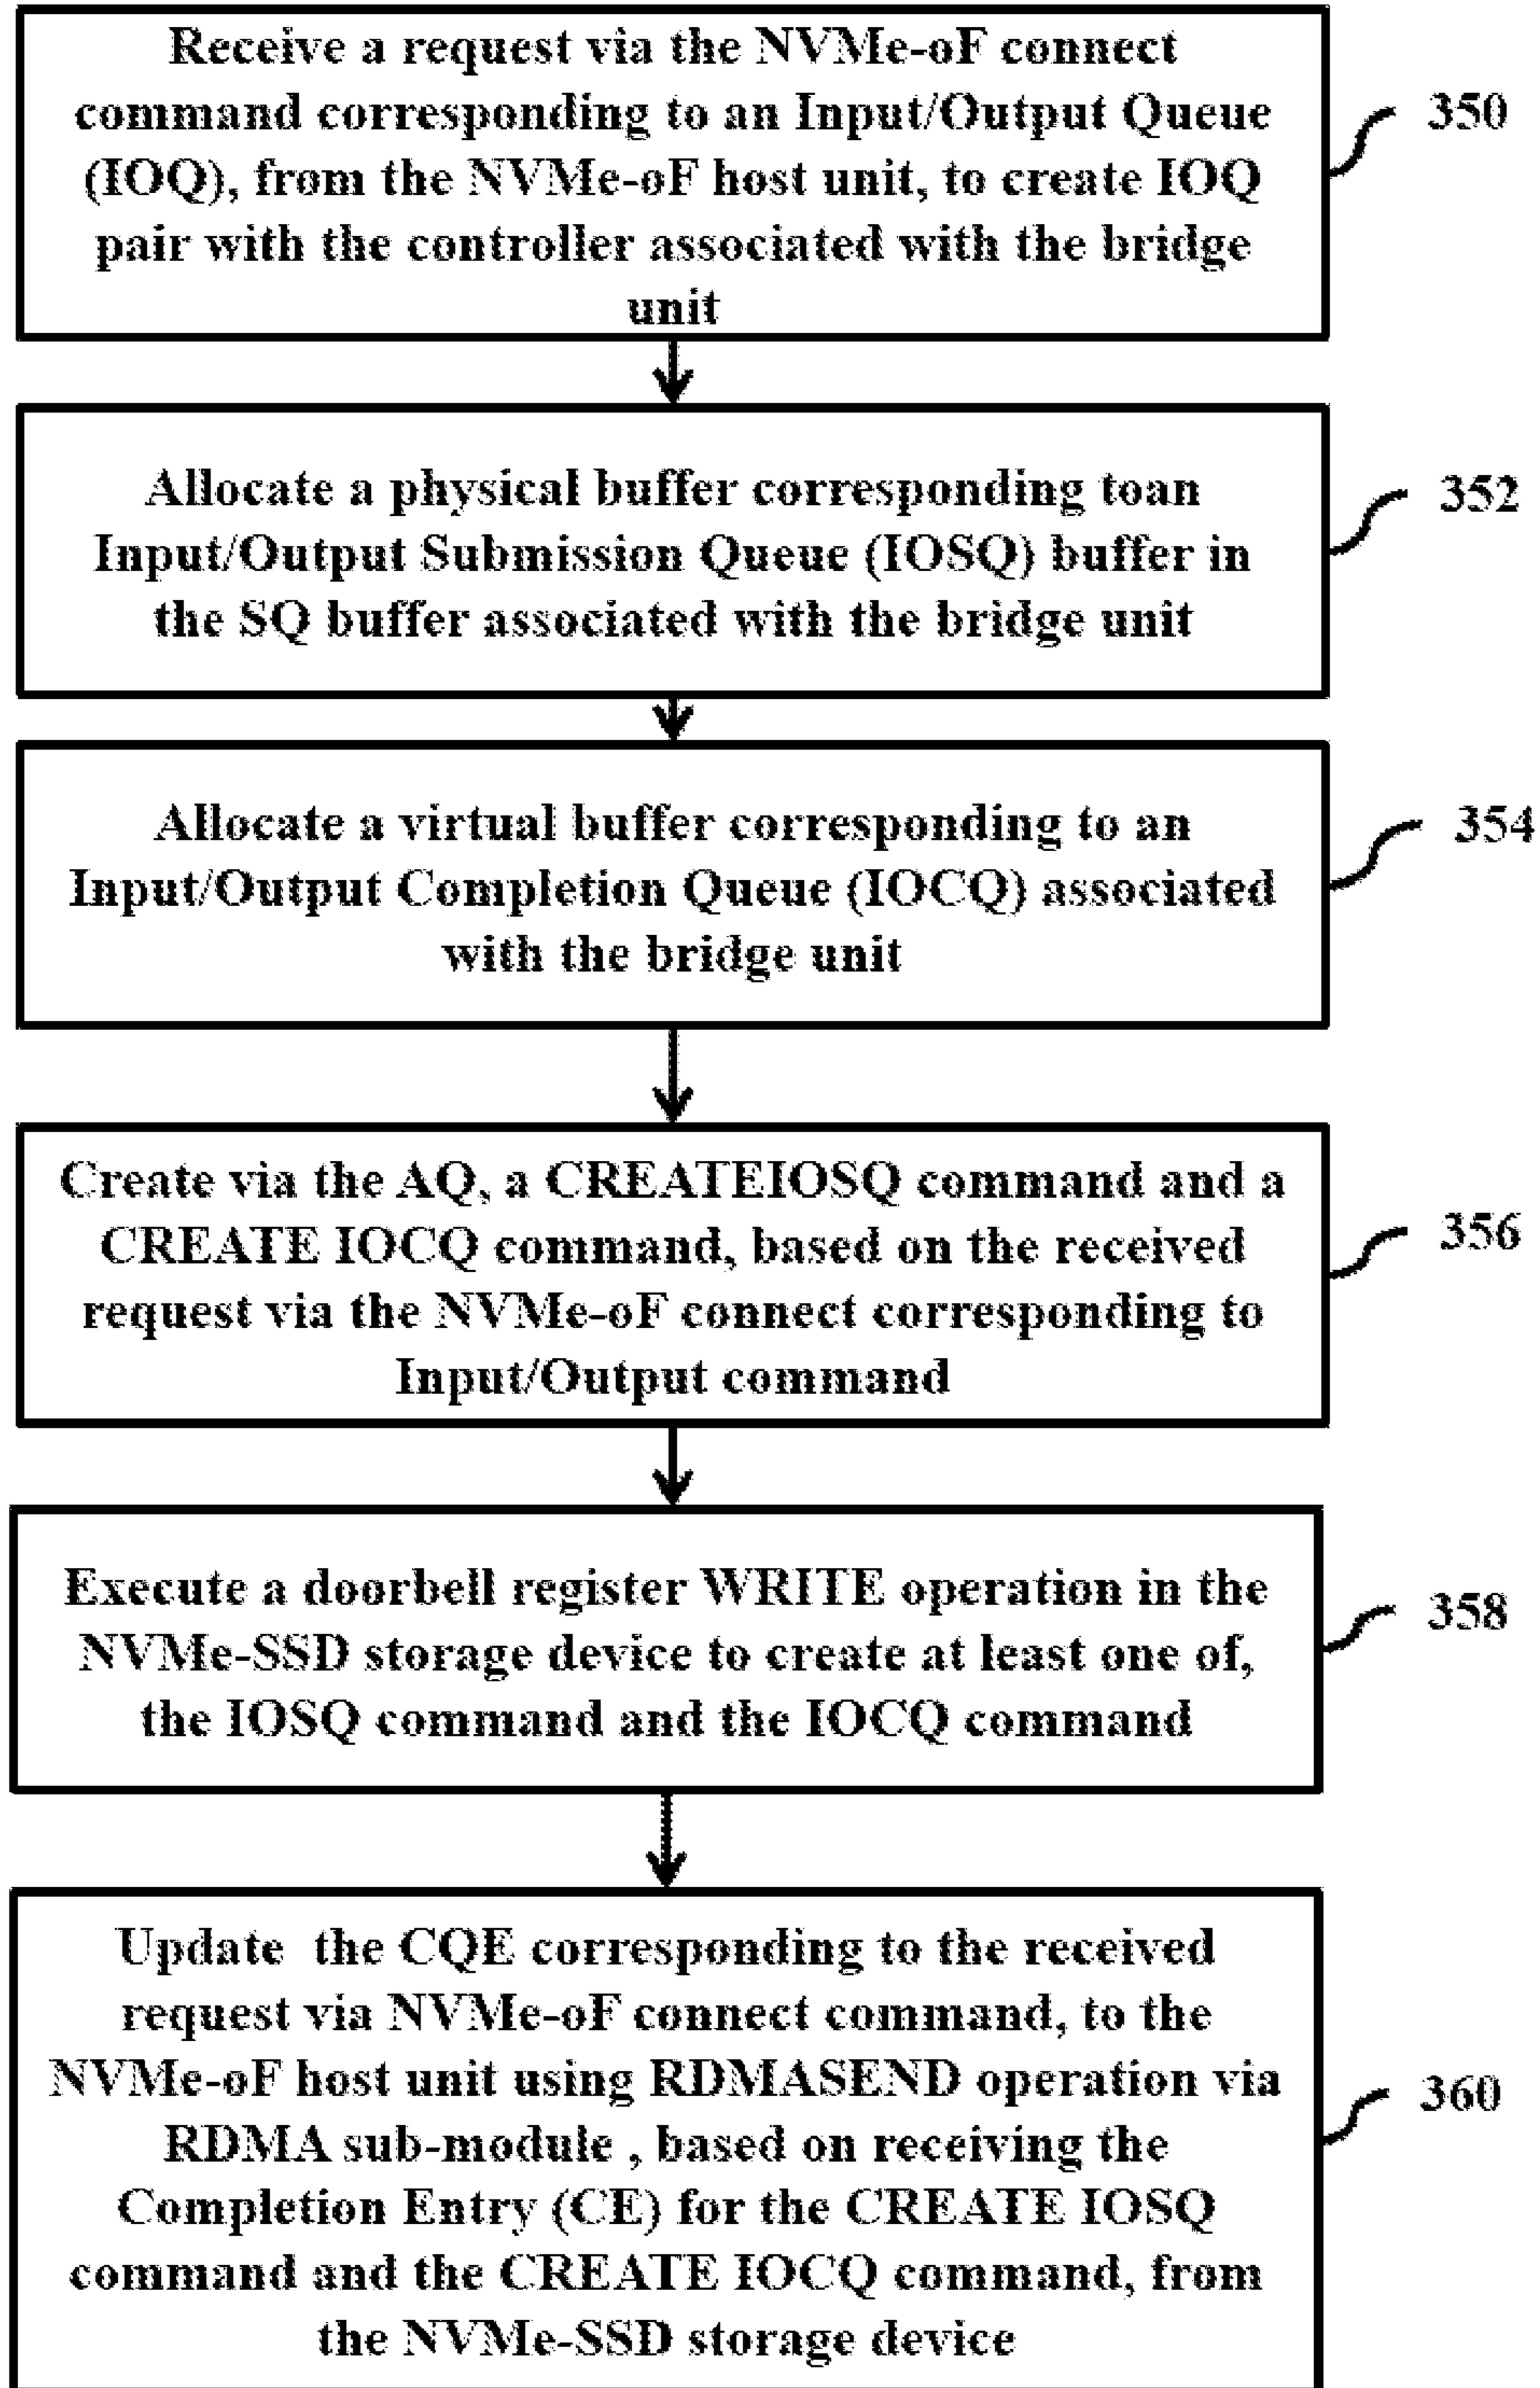 Receive a request via the NVMe-oF connect
command corresponding to an Input/Output Queue
(IOQ), from the NVMe-oF host unit, to create IOQ
pair with the controller associated with the bridge
unit
350
Allocate a physical buffer corresponding toan
Input/Output Submission Queue (IOSQ) buffer in
the SQ buffer associated with the bridge unit
352
Allocate a virtual buffer corresponding to an
Input/Output Completion Queue (IOCQ) associated
with the bridge unit
354
Create via the AQ, a CREATEIOSQ command and a
CREATE IOCQ command, based on the received
request via the NVMe-oF connect corresponding to
Input/Output command
356
Execute a doorbell register WRITE operation in the
NVMe-SSD storage device to create at least one of,
the IOSQ command and the IOCQ command
358
Update the CQE corresponding to the received
request via NVMe-oF connect command, to the
NVMe-oF host unit using RDMASEND operation via
RDMA sub-module , based on receiving the
Completion Entry (CE) for the CREATE IOSQ
command and the CREATE IOCQ command, from
the NVMe-SSD storage device
360